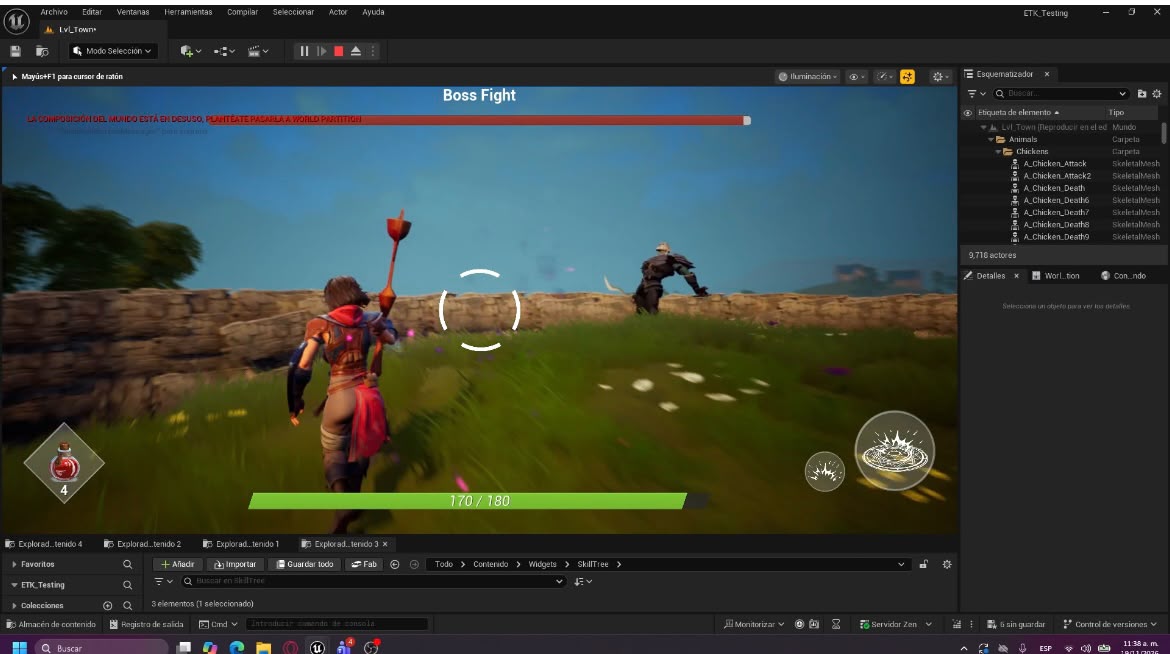 Archivo Editar Ventanas Herramientas Compilar Seleccionar Actor Ayuda
ETK_Testing
Lvl_Town*
Modo Selección
Mayús+F1 para cursor de ratón
Iluminación
Boss Fight
LA COMPOSICIÓN DEL MUNDO ESTÁ EN DESUSO, PLANTÉATE PASARLA A WORLD PARTITION
4
170 / 180
Esquematizador
Buscar...
Etiqueta de elemento Tipo
Lvl_Town (Reproducir en el ed Mundo
Animals Carpeta
Chickens Carpeta
A_Chicken_Attack SkeletalMesh
A_Chicken_Attack2 SkeletalMesh
A_Chicken_Death SkeletalMesh
A_Chicken_Death6 SkeletalMesh
A_Chicken_Death7 SkeletalMesh
A_Chicken_Death8 SkeletalMesh
A_Chicken_Death9 SkeletalMesh
9,718 actores
Detalles Worl...tion Con...ndo
Selecciona un objeto para ver los detalles.
Explorad...tenido 4 Explorad...tenido 2 Explorad...tenido 1 Explorad...tenido 3
Favoritos
Añadir Importar Guardar todo Fab Todo Contenido Widgets SkillTree
ETK_Testing
Buscar en SkillTree
Colecciones
3 elementos (1 seleccionado)
Almacén de contenido Registro de salida Cmd Introducir comando de consola Monitorizar Servidor Zen 6 sin guardar Control de versiones
Buscar
4
ESP
11:38 a. m.